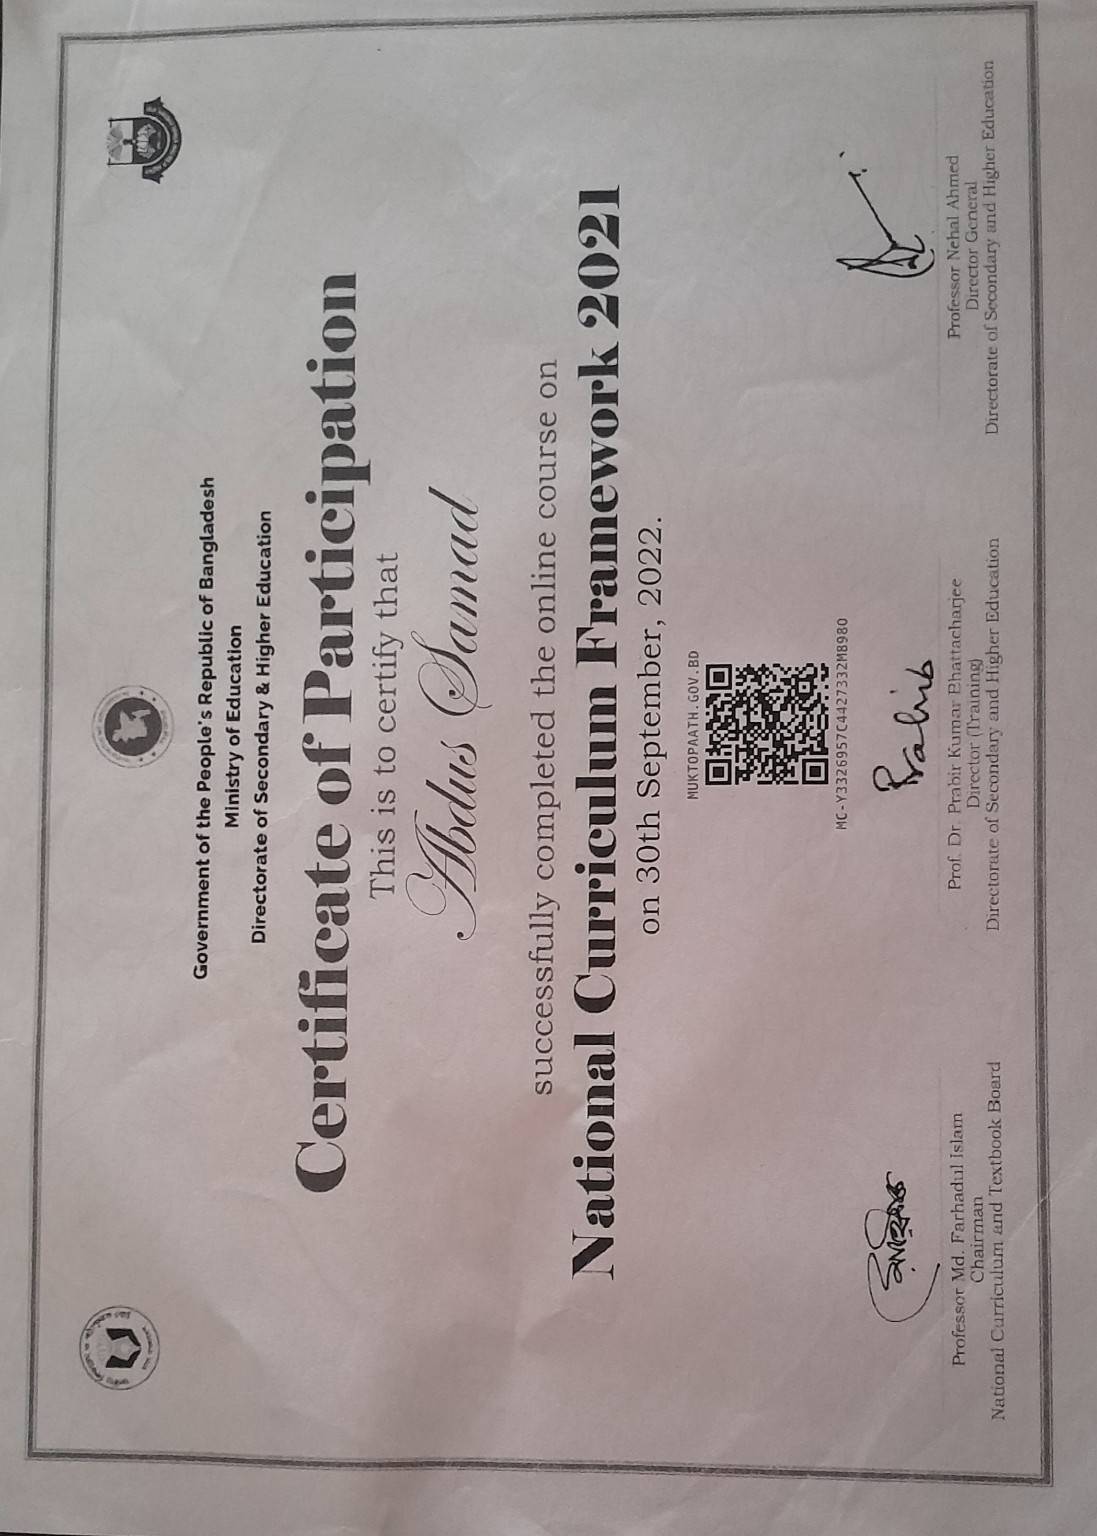 Government of the People's Republic of Bangladesh
Ministry of Education
Directorate of Secondary & Higher Education
Certificate of Participation
This is to certify that
Abdus Samad
successfully completed the online course on
National Curriculum Framework 2021
on 30th September, 2022.
MUKTOPAATH.GOV.BD
MC-Y3326957C4427332M8980
Prabir
Professor Md. Farhadul Islam
Chairman
National Curriculum and Textbook Board
Prof. Dr. Prabir Kumar Bhattacharjee
Director (Training)
Directorate of Secondary and Higher Education
Professor Nehal Ahmed
Director General
Directorate of Secondary and Higher Education